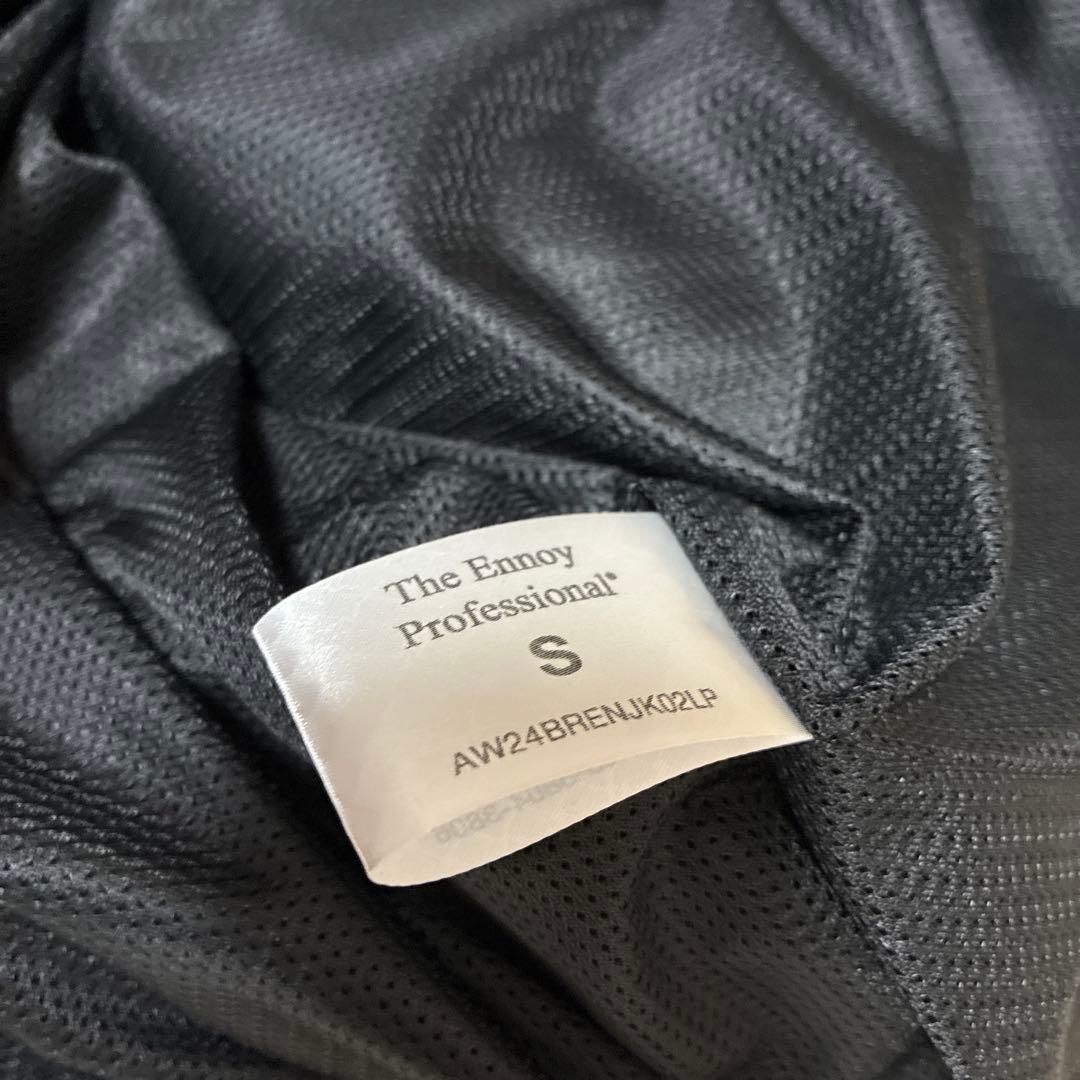 The Ennoy
Professional®
S
AW24BRENJK02LP